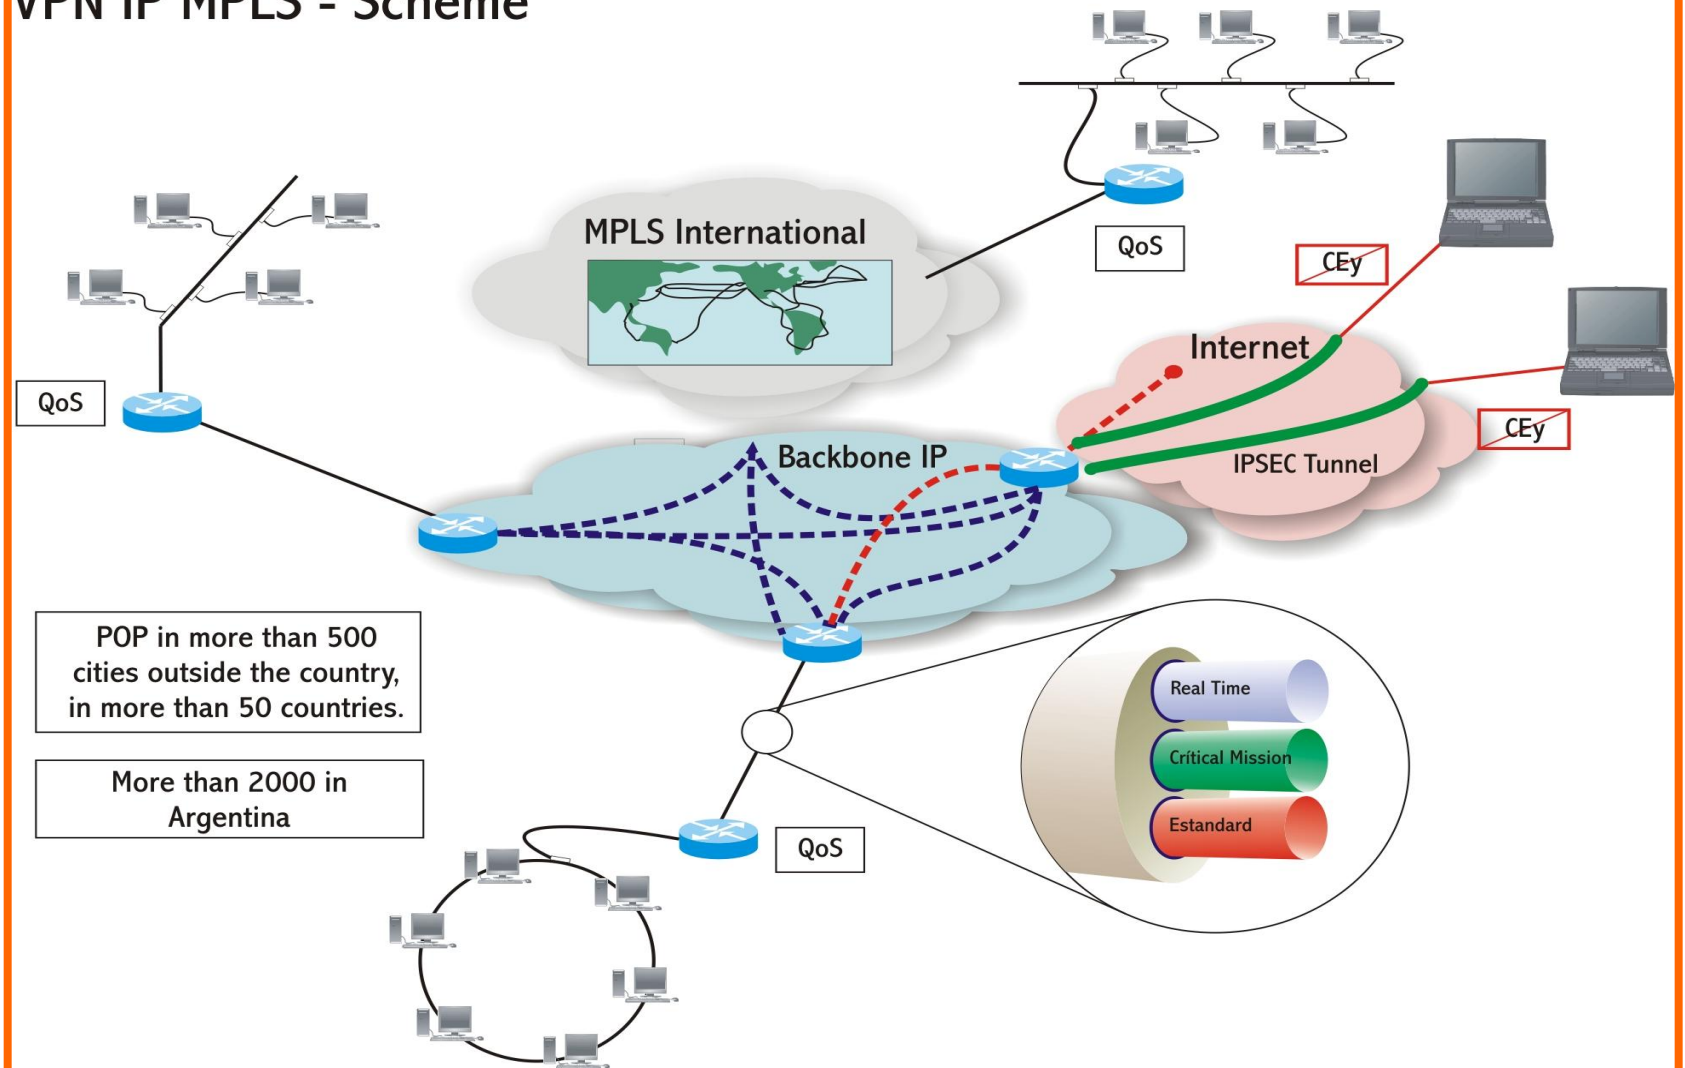 VPN IP MPLS - Scheme
MPLS International
QoS
CEy
QoS
Internet
Backbone IP
IPSEC Tunnel
CEy
POP in more than 500
cities outside the country,
in more than 50 countries.
More than 2000 in
Argentina
Real Time
Crítical Mission
Estandard
QoS